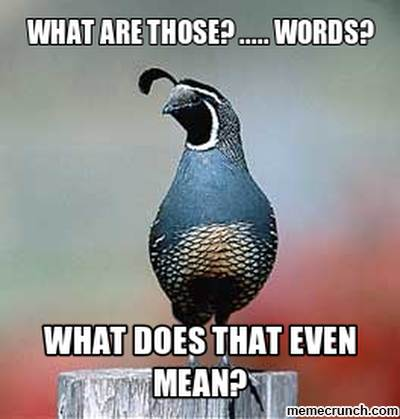 WHAT ARE THOSE? ..... WORDS?
WHAT DOES THAT EVEN
MEAN?
memecrunch.com